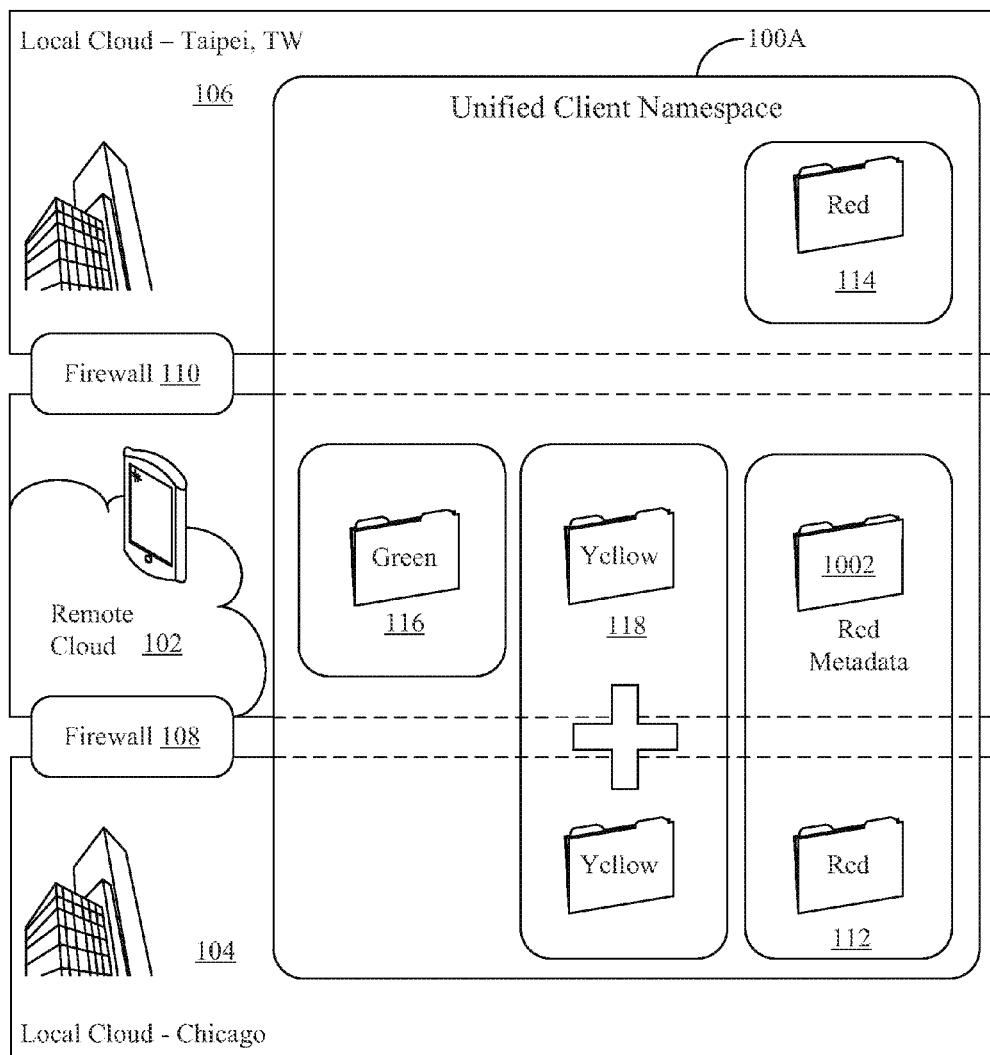 Local Cloud – Taipei, TW
100A
106
Unified Client Namespace
Red
114
Firewall 110
Green
Yellow
1002
116
118
Red
Metadata
Remote
Cloud 102
Firewall 108
Yellow
Red
104
112
Local Cloud - Chicago